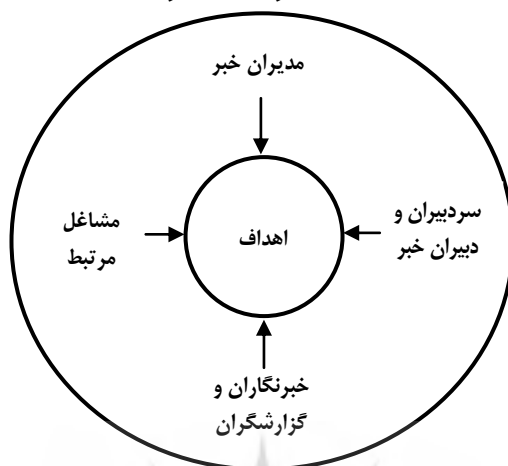 مدیران خبر
سردبیران و
دبیران خبر
اهداف
مشاغل
مرتبط
خبرنگاران و
گزارشگران